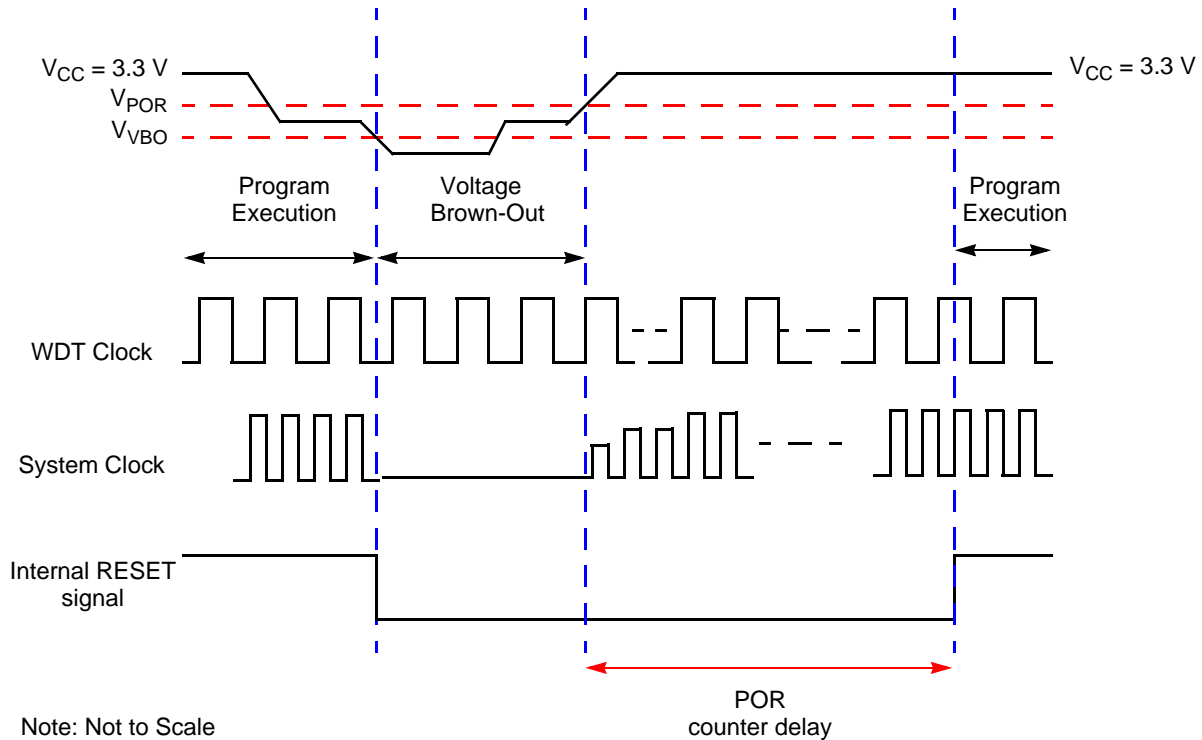 VCC = 3.3 V
VCC = 3.3 V
VPOR
VVBO
Program
Execution
Voltage
Brown-Out
Program
Execution
WDT Clock
System Clock
Internal RESET
signal
POR
counter delay
Note: Not to Scale